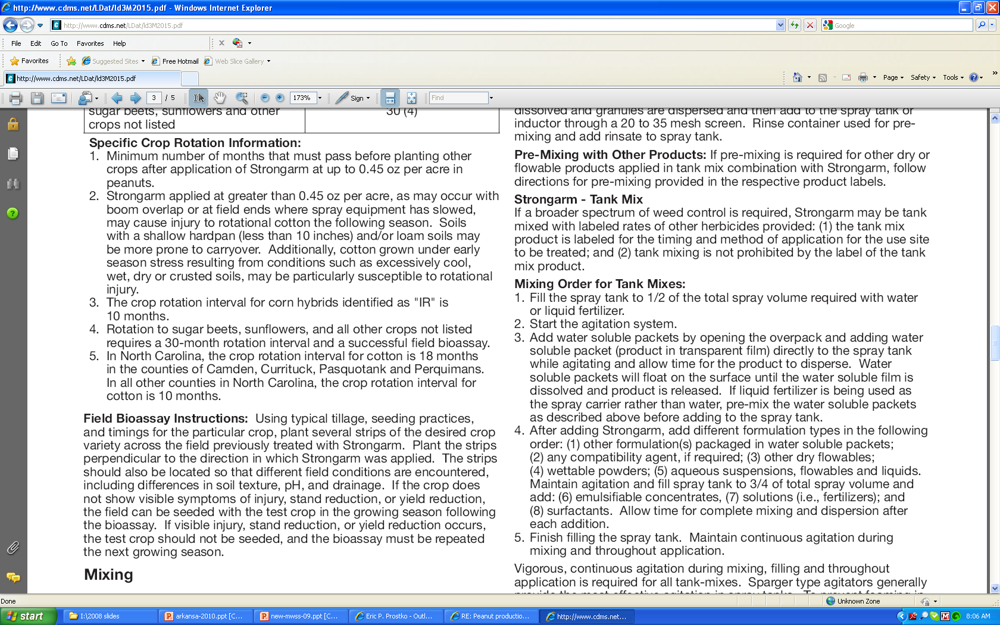 http://www.cdms.net/LDat/ld3M2015.pdf - Windows Internet Explorer
http://www.cdms.net/LDat/ld3M2015.pdf
Google
File Edit Go To Favorites Help
x
Favorites Suggested Sites Free Hotmail Web Slice Gallery
http://www.cdms.net/LDat/ld3M2015.pdf
Page Safety Tools
3 / 5 173% Sign Find
sugar beets, sunflowers and other
crops not listed
30 (4)
Specific Crop Rotation Information:
1. Minimum number of months that must pass before planting other
crops after application of Strongarm at up to 0.45 oz per acre in
peanuts.
2. Strongarm applied at greater than 0.45 oz per acre, as may occur with
boom overlap or at field ends where spray equipment has slowed,
may cause injury to rotational cotton the following season. Soils
with a shallow hardpan (less than 10 inches) and/or loam soils may
be more prone to carryover. Additionally, cotton grown under early
season stress resulting from conditions such as excessively cool,
wet, dry or crusted soils, may be particularly susceptible to rotational
injury.
3. The crop rotation interval for corn hybrids identified as "IR" is
10 months.
4. Rotation to sugar beets, sunflowers, and all other crops not listed
requires a 30-month rotation interval and a successful field bioassay.
5. In North Carolina, the crop rotation interval for cotton is 18 months
in the counties of Camden, Currituck, Pasquotank and Perquimans.
In all other counties in North Carolina, the crop rotation interval for
cotton is 10 months.
Field Bioassay Instructions: Using typical tillage, seeding practices,
and timings for the particular crop, plant several strips of the desired crop
variety across the field previously treated with Strongarm. Plant the strips
perpendicular to the direction in which Strongarm was applied. The strips
should also be located so that different field conditions are encountered,
including differences in soil texture, pH, and drainage. If the crop does
not show visible symptoms of injury, stand reduction, or yield reduction,
the field can be seeded with the test crop in the growing season following
the bioassay. If visible injury, stand reduction, or yield reduction occurs,
the test crop should not be seeded, and the bioassay must be repeated
the next growing season.
Mixing
dissolved and granules are dispersed and then add to the spray tank or
inductor through a 20 to 35 mesh screen. Rinse container used for pre-
mixing and add rinsate to spray tank.
Pre-Mixing with Other Products: If pre-mixing is required for other dry or
flowable products applied in tank mix combination with Strongarm, follow
directions for pre-mixing provided in the respective product labels.
Strongarm - Tank Mix
If a broader spectrum of weed control is required, Strongarm may be tank
mixed with labeled rates of other herbicides provided: (1) the tank mix
product is labeled for the timing and method of application for the use site
to be treated; and (2) tank mixing is not prohibited by the label of the tank
mix product.
Mixing Order for Tank Mixes:
1. Fill the spray tank to 1/2 of the total spray volume required with water
or liquid fertilizer.
2. Start the agitation system.
3. Add water soluble packets by opening the overpack and adding water
soluble packet (product in transparent film) directly to the spray tank
while agitating and allow time for the product to disperse. Water
soluble packets will float on the surface until the water soluble film is
dissolved and product is released. If liquid fertilizer is being used as
the spray carrier rather than water, pre-mix the water soluble packets
as described above before adding to the spray tank.
4. After adding Strongarm, add different formulation types in the following
order: (1) other formulation(s) packaged in water soluble packets;
(2) any compatibility agent, if required; (3) other dry flowables;
(4) wettable powders; (5) aqueous suspensions, flowables and liquids.
Maintain agitation and fill spray tank to 3/4 of total spray volume and
add: (6) emulsifiable concentrates, (7) solutions (i.e., fertilizers); and
(8) surfactants. Allow time for complete mixing and dispersion after
each addition.
5. Finish filling the spray tank. Maintain continuous agitation during
mixing and throughout application.
Vigorous, continuous agitation during mixing, filling and throughout
application is required for all tank-mixes. Sparger type agitators generally
provide the most effective agitation in spray tanks. To prevent foaming in
Done Unknown Zone
start I:\2008 slides arkansa-2010.ppt [C... new-mwss-09.ppt [C... Eric P. Prostko - Outl... RE: Peanut productio... http://www.cdms.net... 8:06 AM